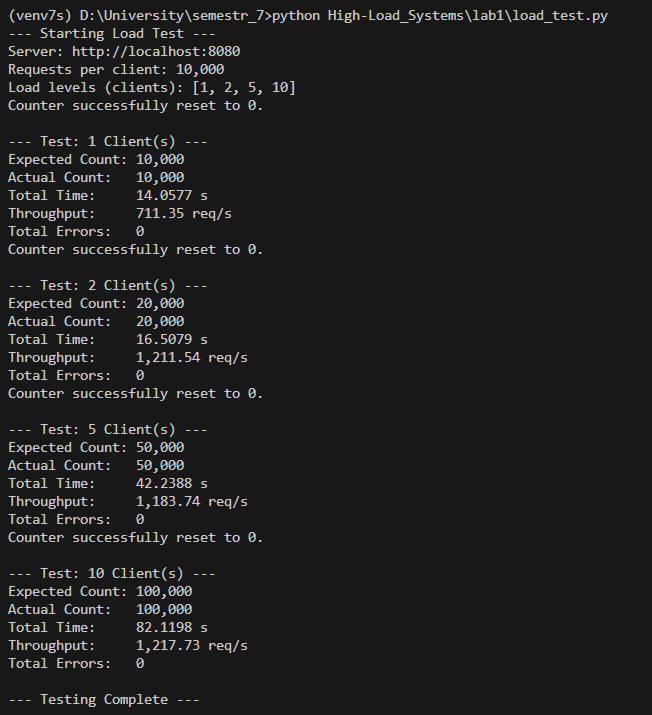 (venv7s) D:\University\semestr_7>python High-Load_Systems\lab1\load_test.py
--- Starting Load Test ---
Server: http://localhost:8080
Requests per client: 10,000
Load levels (clients): [1, 2, 5, 10]
Counter successfully reset to 0.

--- Test: 1 Client(s) ---
Expected Count: 10,000
Actual Count:   10,000
Total Time:     14.0577 s
Throughput:     711.35 req/s
Total Errors:   0
Counter successfully reset to 0.

--- Test: 2 Client(s) ---
Expected Count: 20,000
Actual Count:   20,000
Total Time:     16.5079 s
Throughput:     1,211.54 req/s
Total Errors:   0
Counter successfully reset to 0.

--- Test: 5 Client(s) ---
Expected Count: 50,000
Actual Count:   50,000
Total Time:     42.2388 s
Throughput:     1,183.74 req/s
Total Errors:   0
Counter successfully reset to 0.

--- Test: 10 Client(s) ---
Expected Count: 100,000
Actual Count:   100,000
Total Time:     82.1198 s
Throughput:     1,217.73 req/s
Total Errors:   0

--- Testing Complete ---